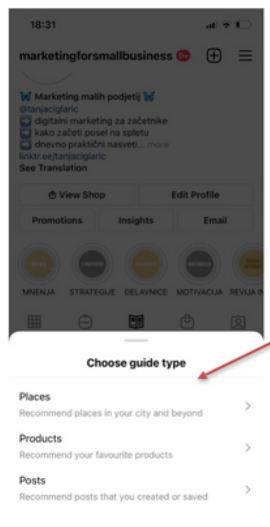 18:31
marketingforsmallbusiness 9+
Marketing malih podjetij
@tanjaciglaric
digitalni marketing za začetnike
kako začeti posel na spletu
dnevno praktični nasveti... more
linktr.ee/tanjaciglaric
See Translation
View Shop Edit Profile
Promotions Insights Email
MNENJA STRATEGIJE DELAVNICE MOTIVACIJA REVIJA IN
Choose guide type
Places
Recommend places in your city and beyond
Products
Recommend your favourite products
Posts
Recommend posts that you created or saved